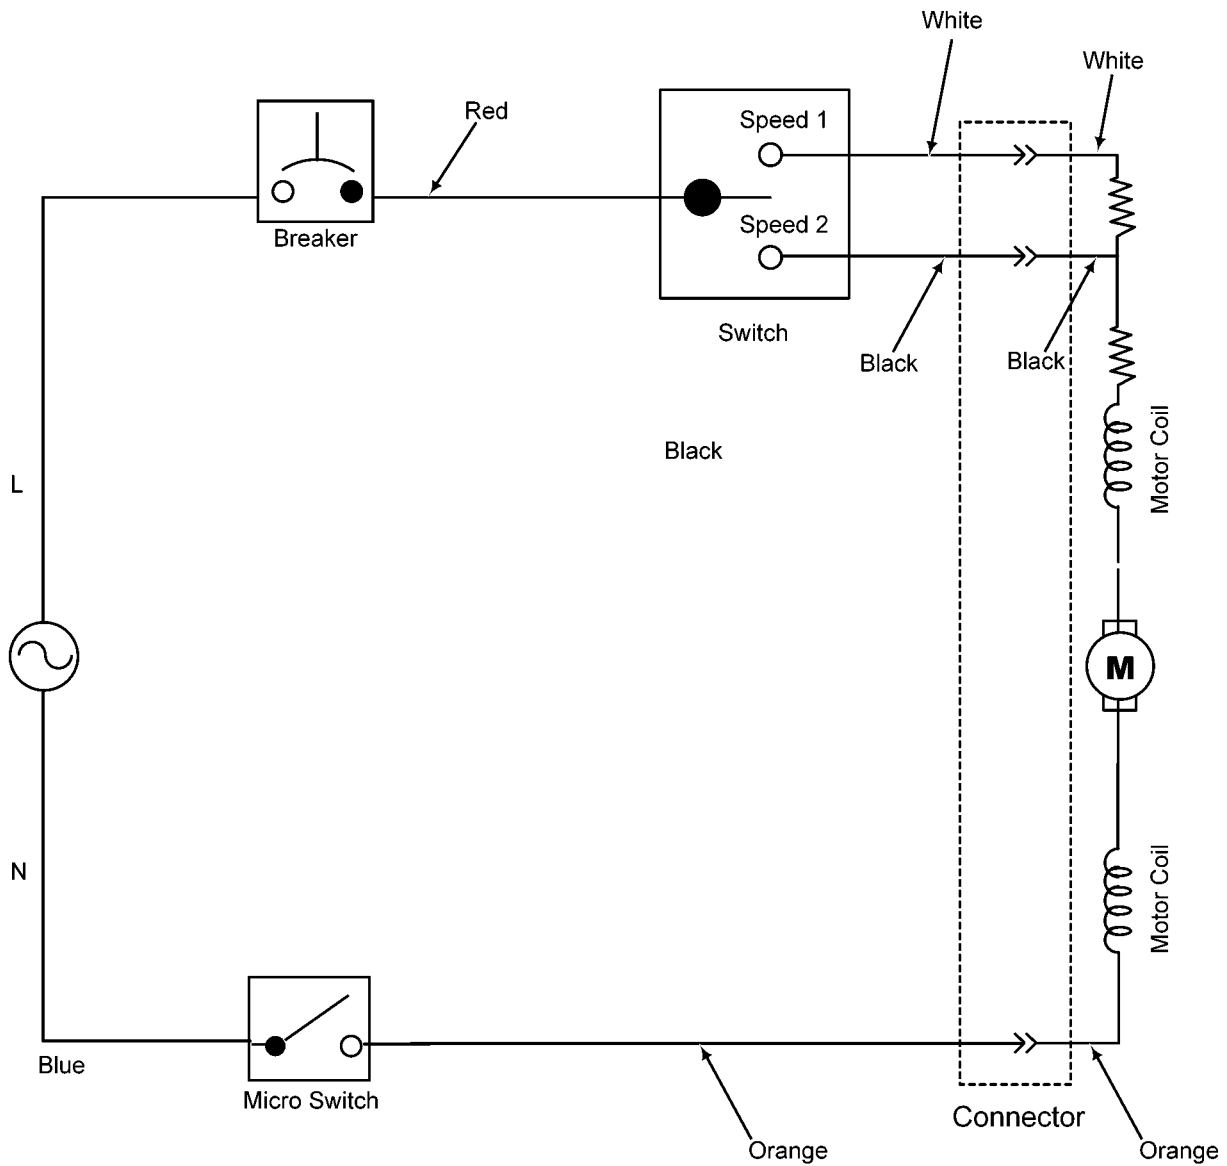 White
White
Red
Speed 1
Speed 2
Breaker
Switch
Black
Black
Black
Motor Coil
L
M
N
Motor Coil
Blue
Micro Switch
Connector
Orange
Orange